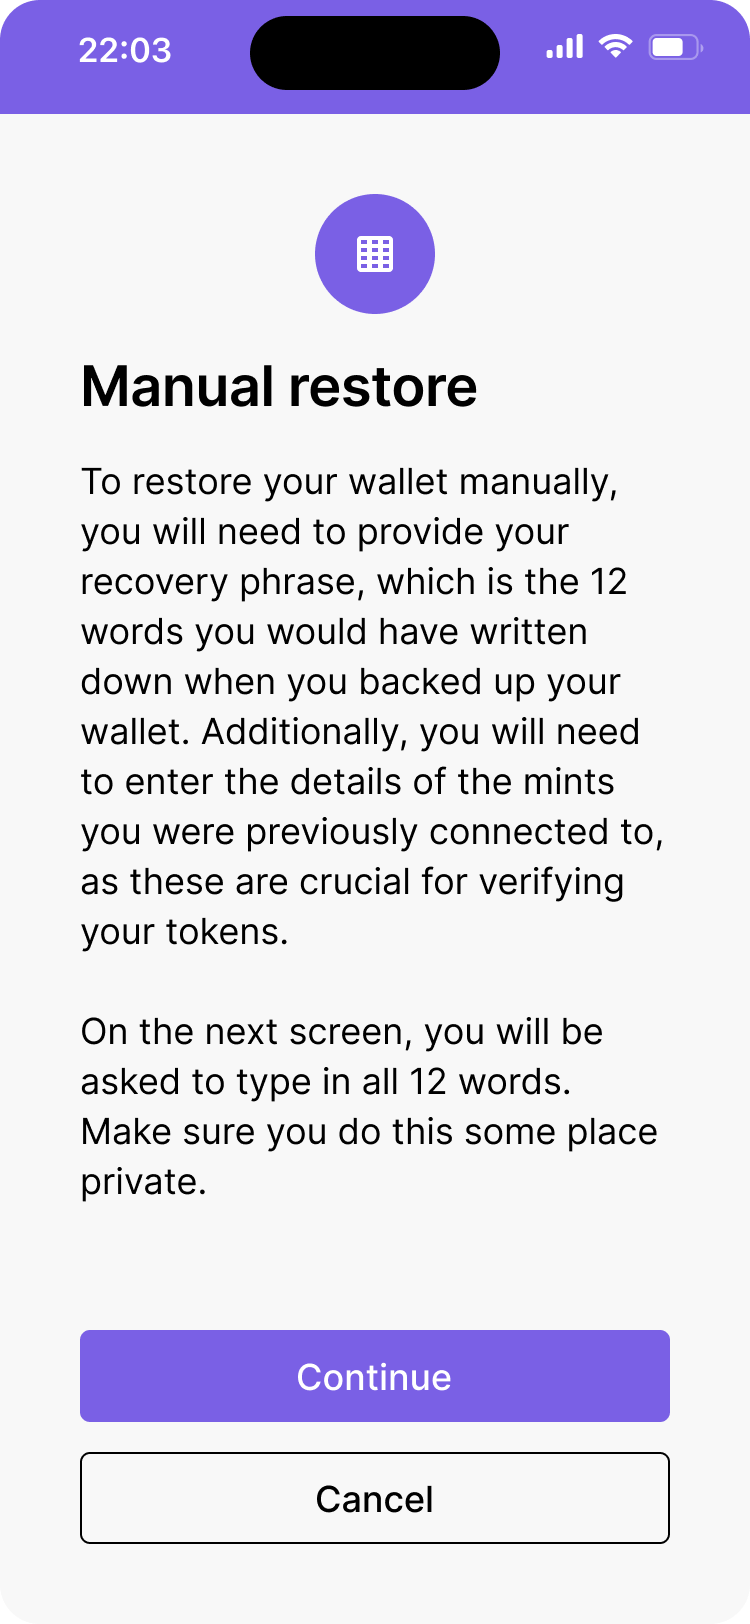 22:03
Manual restore
To restore your wallet manually,
you will need to provide your
recovery phrase, which is the 12
words you would have written
down when you backed up your
wallet. Additionally, you will need
to enter the details of the mints
you were previously connected to,
as these are crucial for verifying
your tokens.
On the next screen, you will be
asked to type in all 12 words.
Make sure you do this some place
private.
Continue
Cancel